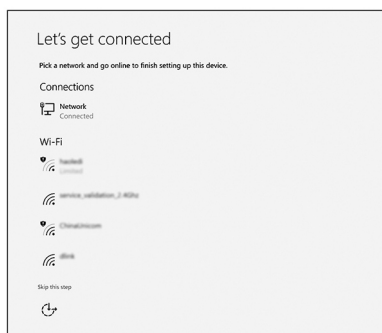 Let's get connected
Pick a network and go online to finish setting up this device.
Connections
Network
Connected
Wi-Fi
Limited
service_validation_2.4Ghz
ChinaUnicom
dlink
Skip this step